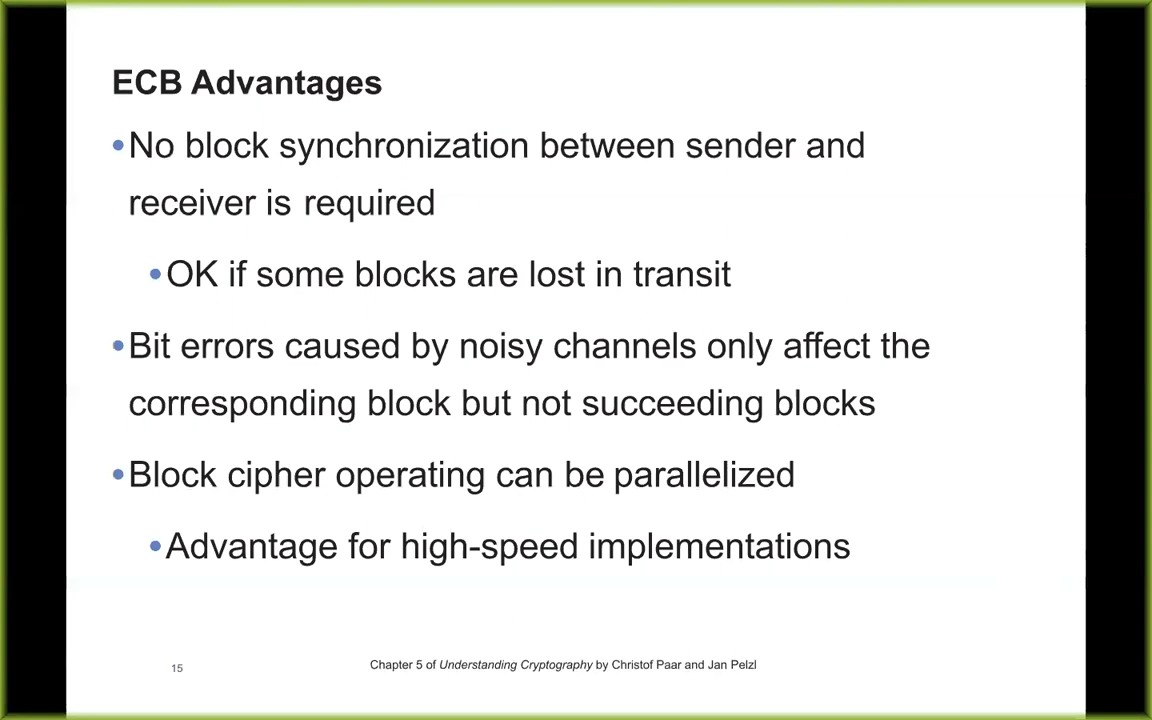 ECB Advantages
•No block synchronization between sender and
receiver is required
•OK if some blocks are lost in transit
•Bit errors caused by noisy channels only affect the
corresponding block but not succeeding blocks
•Block cipher operating can be parallelized
•Advantage for high-speed implementations
15
Chapter 5 of Understanding Cryptography by Christof Paar and Jan Pelzl